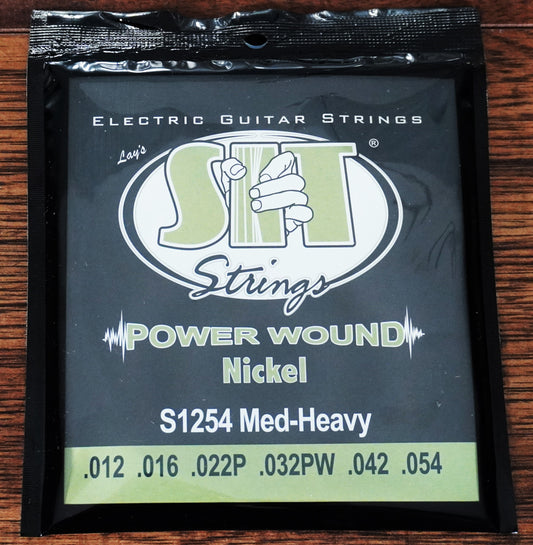 ELECTRIC GUITAR STRINGS
Lay's
SIT®
Strings
POWER WOUND
Nickel
S1254 Med-Heavy
.012 .016 .022P .032PW .042 .054